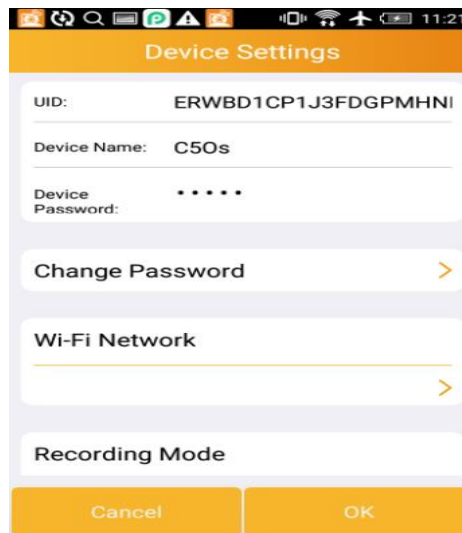 11:21
Device Settings
UID: ERWBD1CP1J3FDGPMHN
Device Name: C5Os
Device
Password: •••••
Change Password
Wi-Fi Network
Recording Mode
Cancel OK